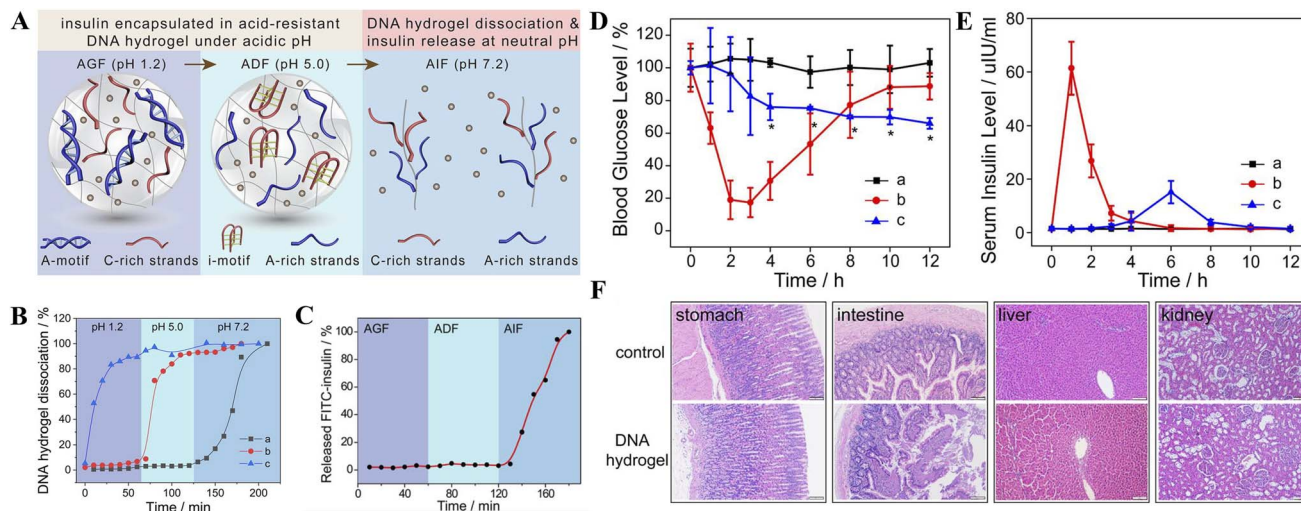 A
insulin encapsulated in acid-resistant
DNA hydrogel under acidic pH
DNA hydrogel dissociation &
insulin release at neutral pH
AGF (pH 1.2)
ADF (pH 5.0)
AIF (pH 7.2)
A-motif
C-rich strands
i-motif
A-rich strands
C-rich strands
A-rich strands
B
DNA hydrogel dissociation / %
100
80
60
40
20
0
pH 1.2
pH 5.0
pH 7.2
a
b
c
0
50
100
150
200
Time / min
C
Released FITC-insulin / %
100
80
60
40
20
0
AGF
ADF
AIF
0
40
80
120
160
Time / min
D
Blood Glucose Level / %
120
100
80
60
40
20
0
a
b
c
*
*
*
*
*
0
2
4
6
8
10
12
Time / h
E
Serum Insulin Level / uIU/ml
80
60
40
20
0
a
b
c
0
2
4
6
8
10
12
Time / h
F
stomach
intestine
liver
kidney
control
DNA
hydrogel